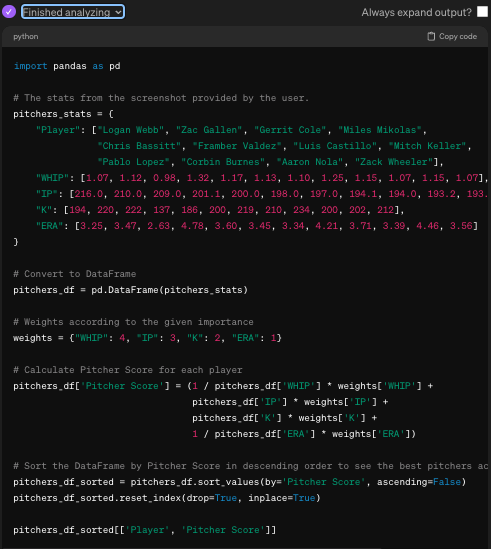 Finished analyzing
Always expand output?
python
Copy code
import pandas as pd
# The stats from the screenshot provided by the user.
pitchers_stats = {
"Player": ["Logan Webb", "Zac Gallen", "Gerrit Cole", "Miles Mikolas",
"Chris Bassitt", "Framber Valdez", "Luis Castillo", "Mitch Keller",
"Pablo Lopez", "Corbin Burnes", "Aaron Nola", "Zack Wheeler"],
"WHIP": [1.07, 1.12, 0.98, 1.32, 1.17, 1.13, 1.10, 1.25, 1.15, 1.07, 1.15, 1.07],
"IP": [216.0, 210.0, 209.0, 201.1, 200.0, 198.0, 197.0, 194.1, 194.0, 193.2, 193.
"K": [194, 220, 222, 137, 186, 200, 219, 210, 234, 200, 202, 212],
"ERA": [3.25, 3.47, 2.63, 4.78, 3.60, 3.45, 3.34, 4.21, 3.71, 3.39, 4.46, 3.56]
}
# Convert to DataFrame
pitchers_df = pd.DataFrame(pitchers_stats)
# Weights according to the given importance
weights = {"WHIP": 4, "IP": 3, "K": 2, "ERA": 1}
# Calculate Pitcher Score for each player
pitchers_df['Pitcher Score'] = (1 / pitchers_df['WHIP'] * weights['WHIP'] +
pitchers_df['IP'] * weights['IP'] +
pitchers_df['K'] * weights['K'] +
1 / pitchers_df['ERA'] * weights['ERA'])
# Sort the DataFrame by Pitcher Score in descending order to see the best pitchers ac
pitchers_df_sorted = pitchers_df.sort_values(by='Pitcher Score', ascending=False)
pitchers_df_sorted.reset_index(drop=True, inplace=True)
pitchers_df_sorted[['Player', 'Pitcher Score']]